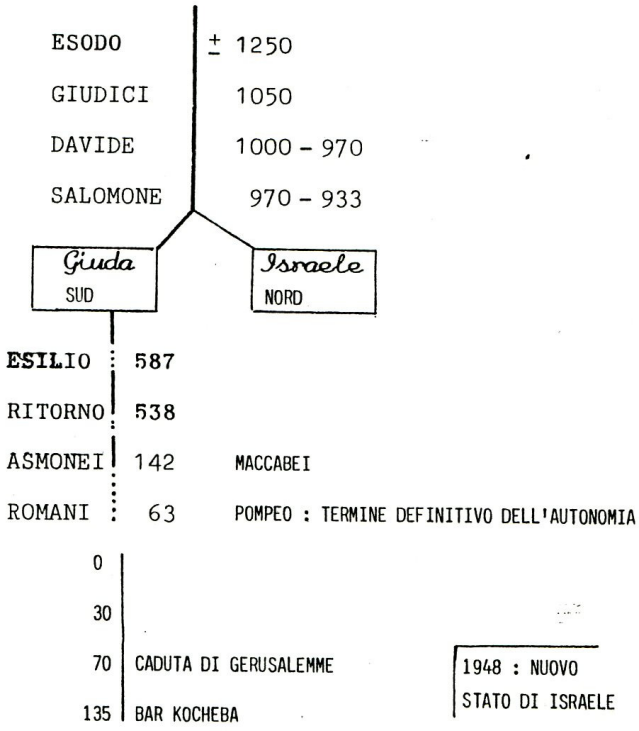 ESODO ± 1250
GIUDICI 1050
DAVIDE 1000 – 970
SALOMONE 970 – 933
Giuda
SUD
Israele
NORD
ESILIO 587
RITORNO 538
ASMONEI 142 MACCABEI
ROMANI 63 POMPEO : TERMINE DEFINITIVO DELL'AUTONOMIA
0
30
70 CADUTA DI GERUSALEMME
135 BAR KOCHEBA
1948 : NUOVO
STATO DI ISRAELE